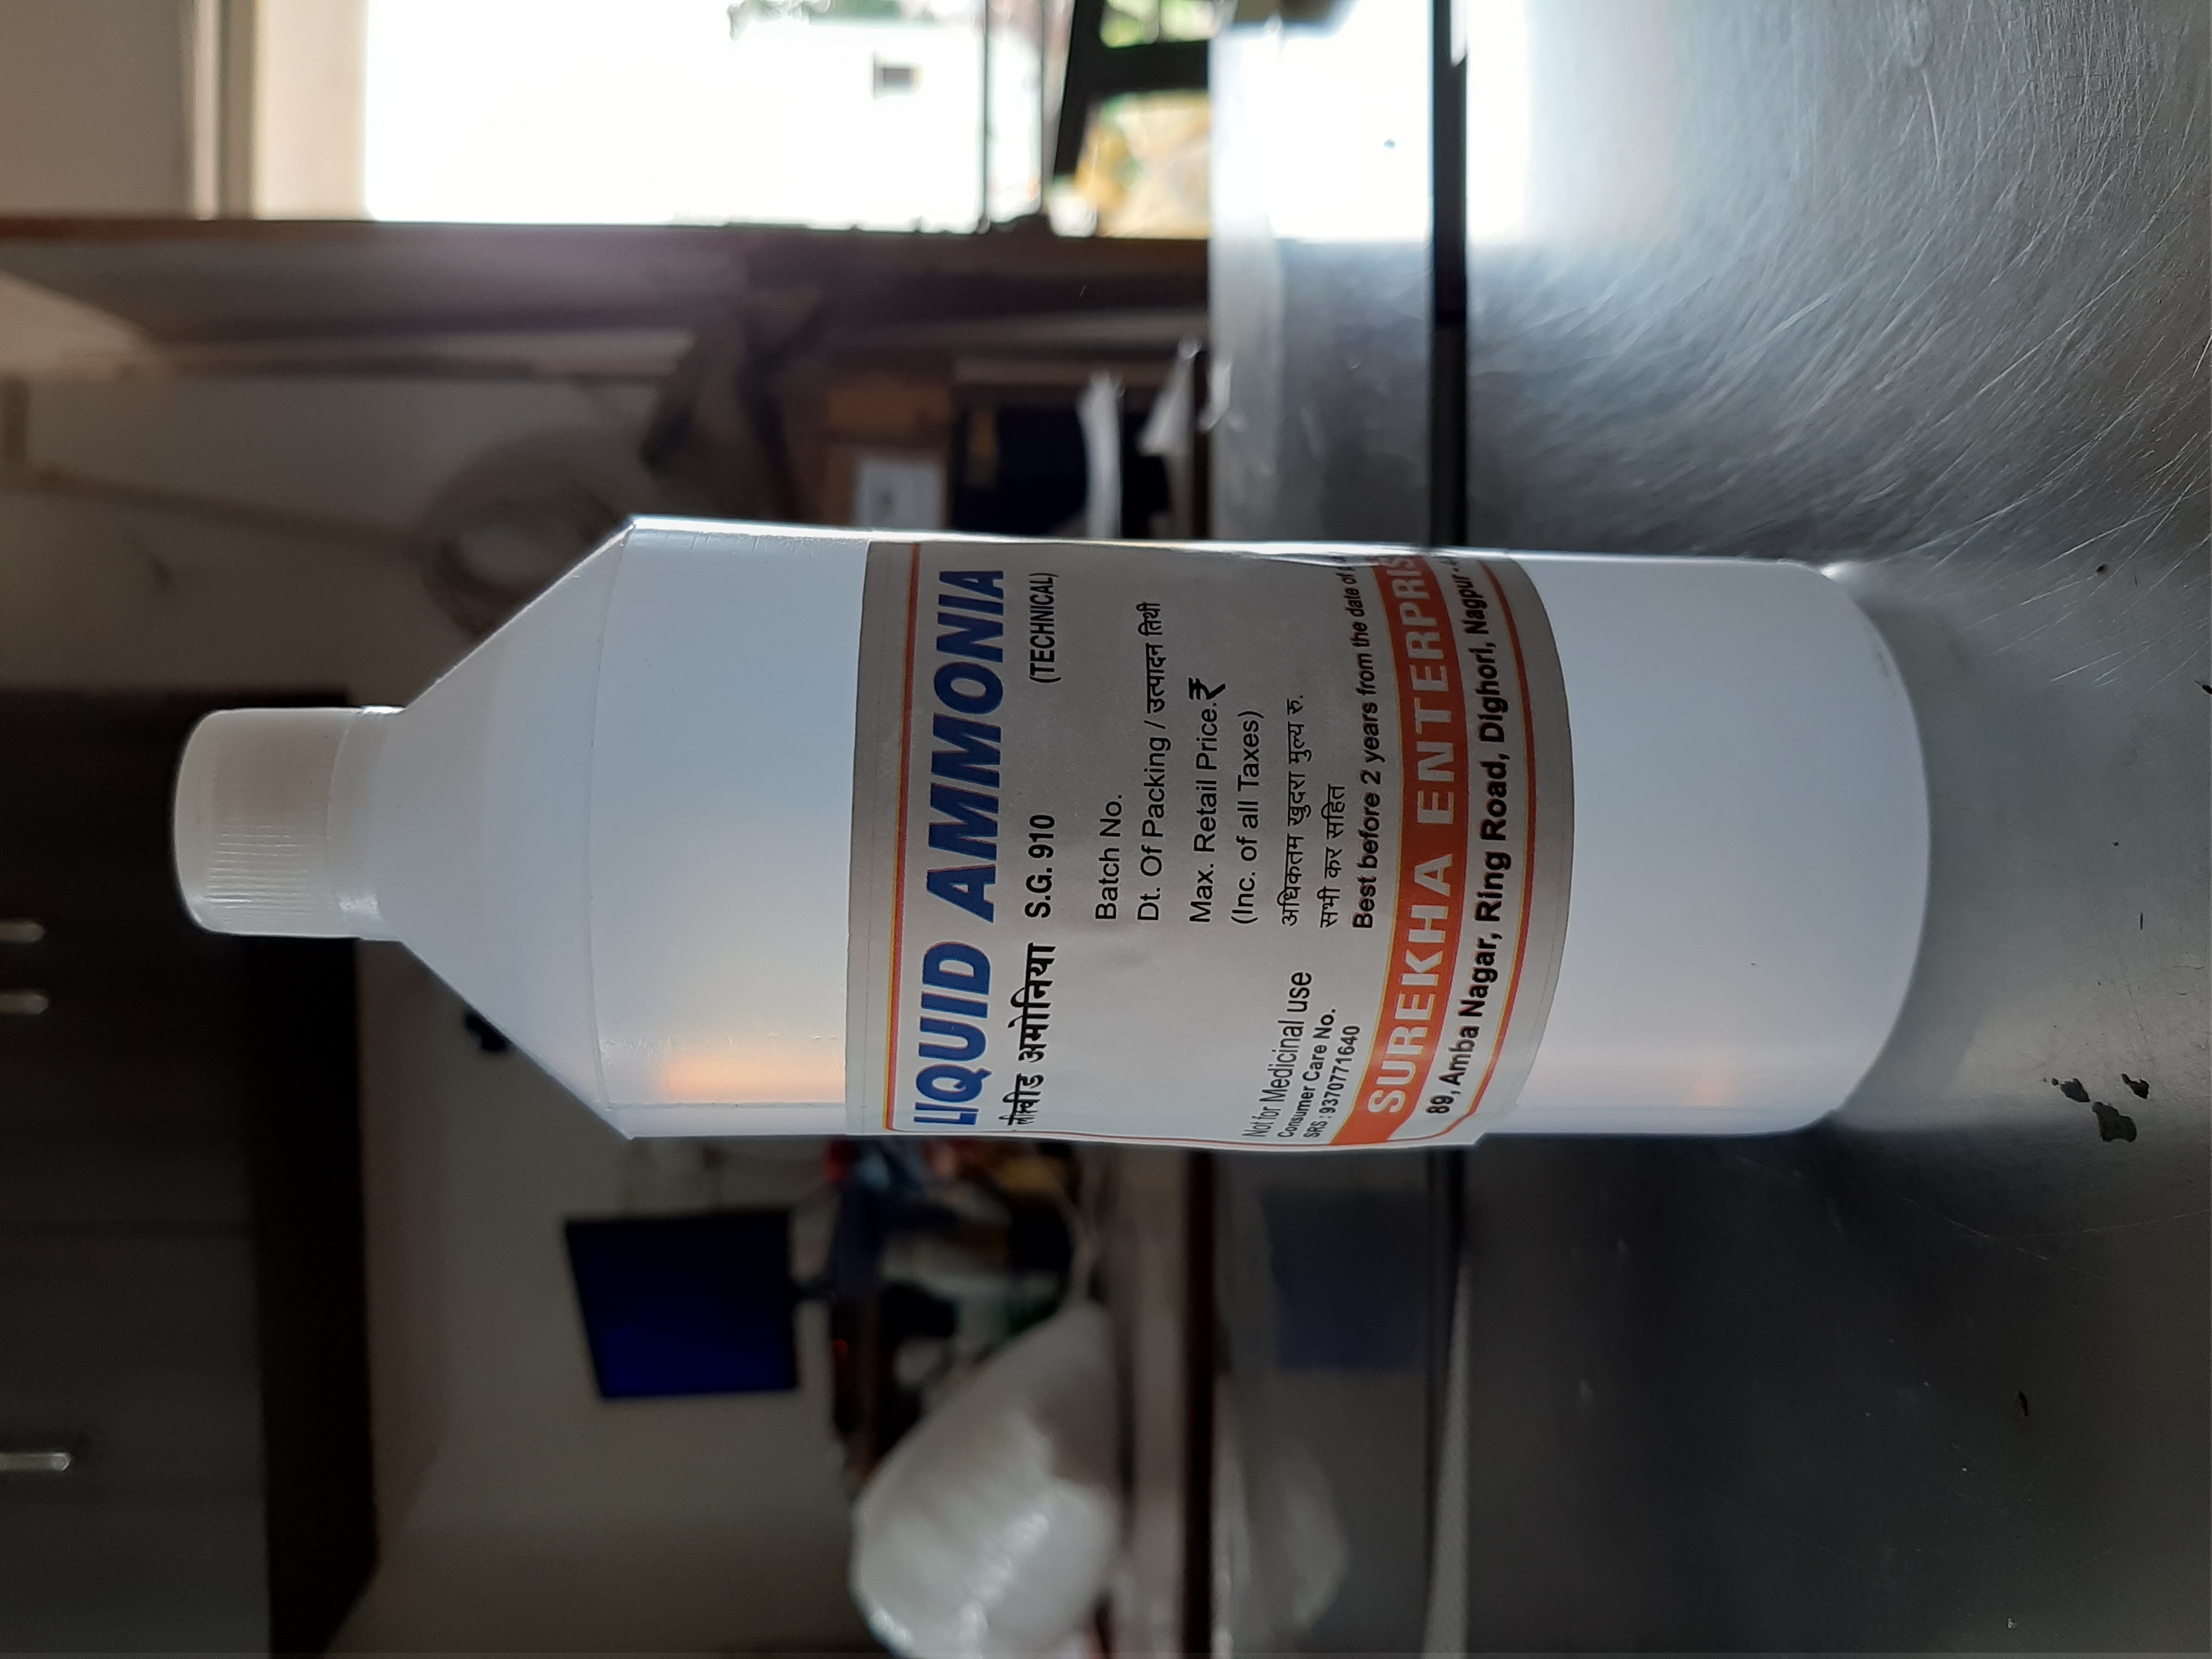 LIQUID AMMONIA
लीक्वीड अमोनिया S.G. 910 (TECHNICAL)
Batch No.
Dt. Of Packing / उत्पादन तिथी
Max. Retail Price.₹
(Inc. of all Taxes)
अधिकतम खुदरा मुल्य रु.
सभी कर सहित
Best before 2 years from the date of
Not for Medicinal use
Consumer Care No.
SRS : 9370771640
SUREKHA ENTERPRIS
89, Amba Nagar, Ring Road, Dighori, Nagpur -